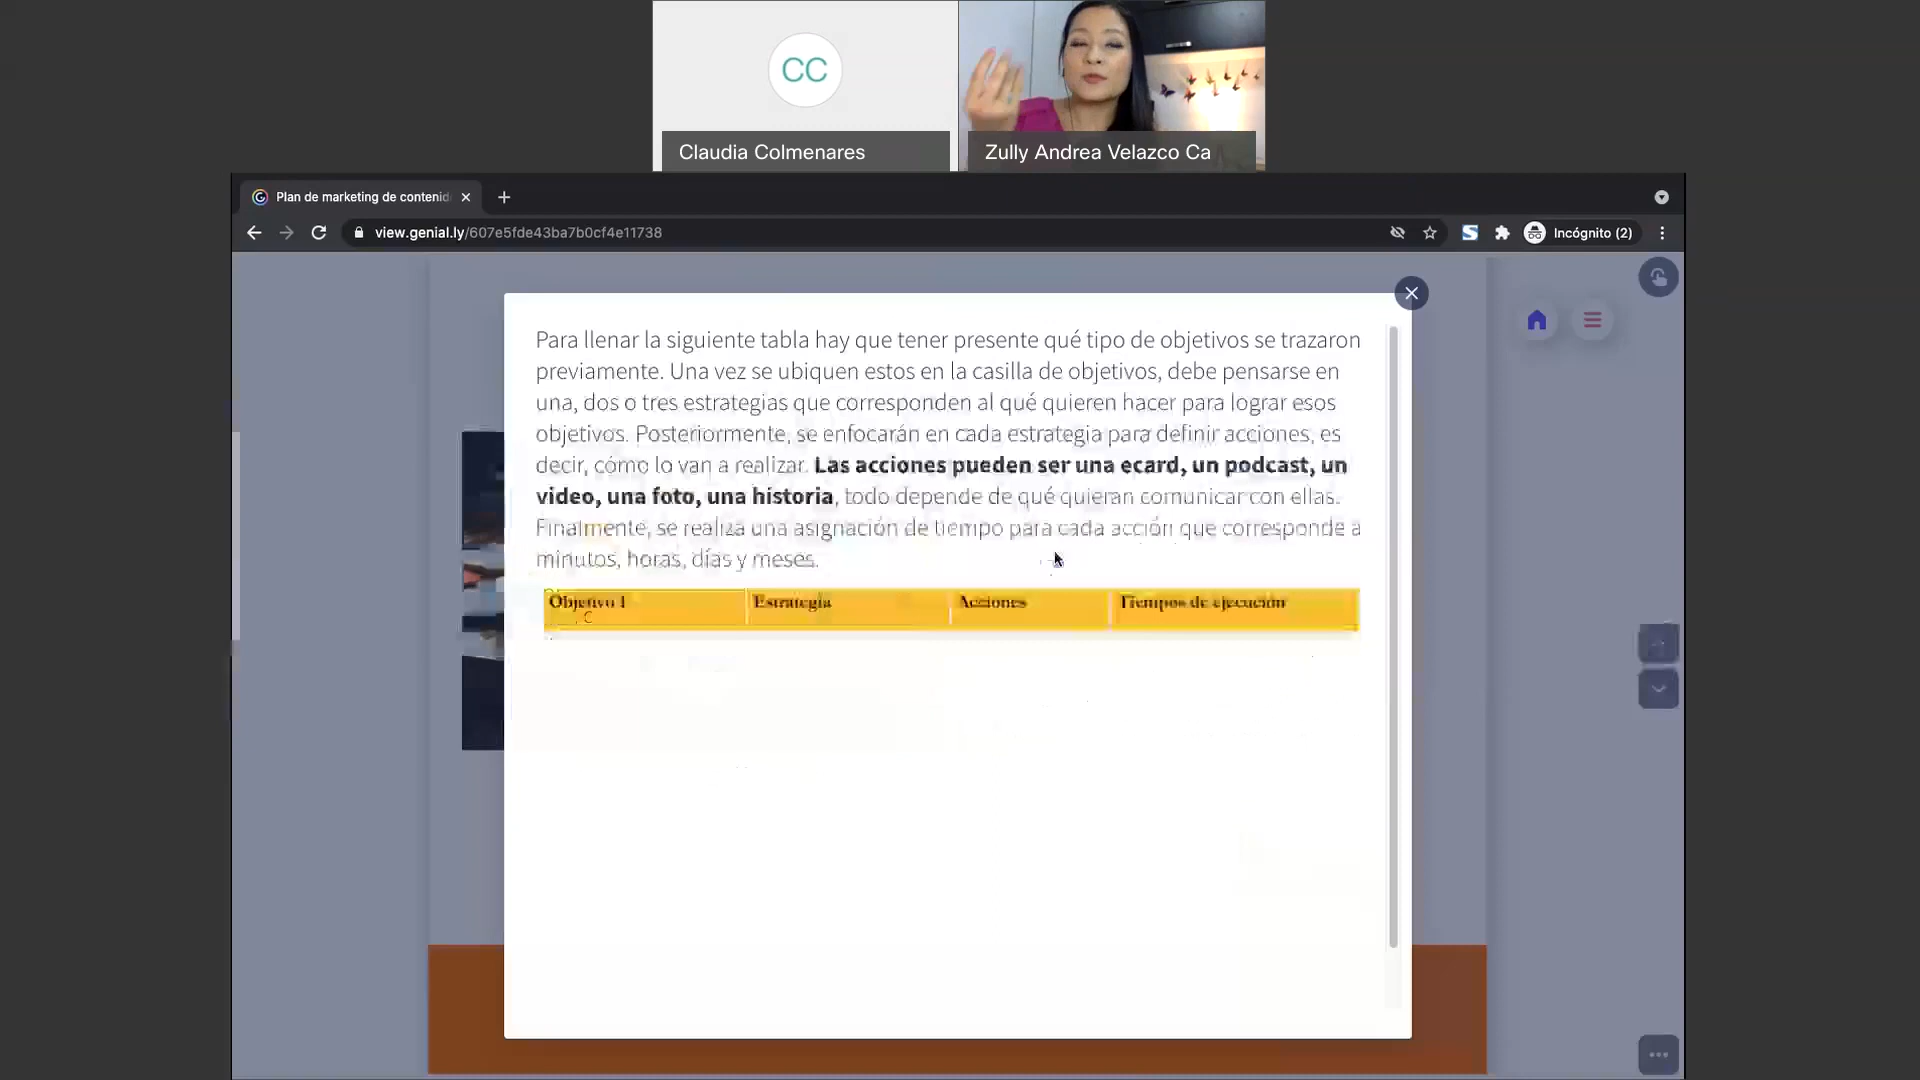 CC
Claudia Colmenares
Zully Andrea Velazco Ca
Plan de marketing de contenid
view.genial.ly/607e5fde43ba7b0cf4e11738
Incógnito (2)
Para llenar la siguiente tabla hay que tener presente qué tipo de objetivos se trazaron
previamente. Una vez se ubiquen estos en la casilla de objetivos, debe pensarse en
una, dos o tres estrategias que corresponden al qué quieren hacer para lograr esos
objetivos. Posteriormente, se enfocarán en cada estrategia para definir acciones, es
decir, cómo lo van a realizar. Las acciones pueden ser una ecard, un podcast, un
video, una foto, una historia, todo depende de qué quieran comunicar con ellas.
Finalmente, se realiza una asignación de tiempo para cada acción que corresponde a
minutos, horas, días y meses.
Objetivo 1 Estrategia Acciones Tiempos de ejecución